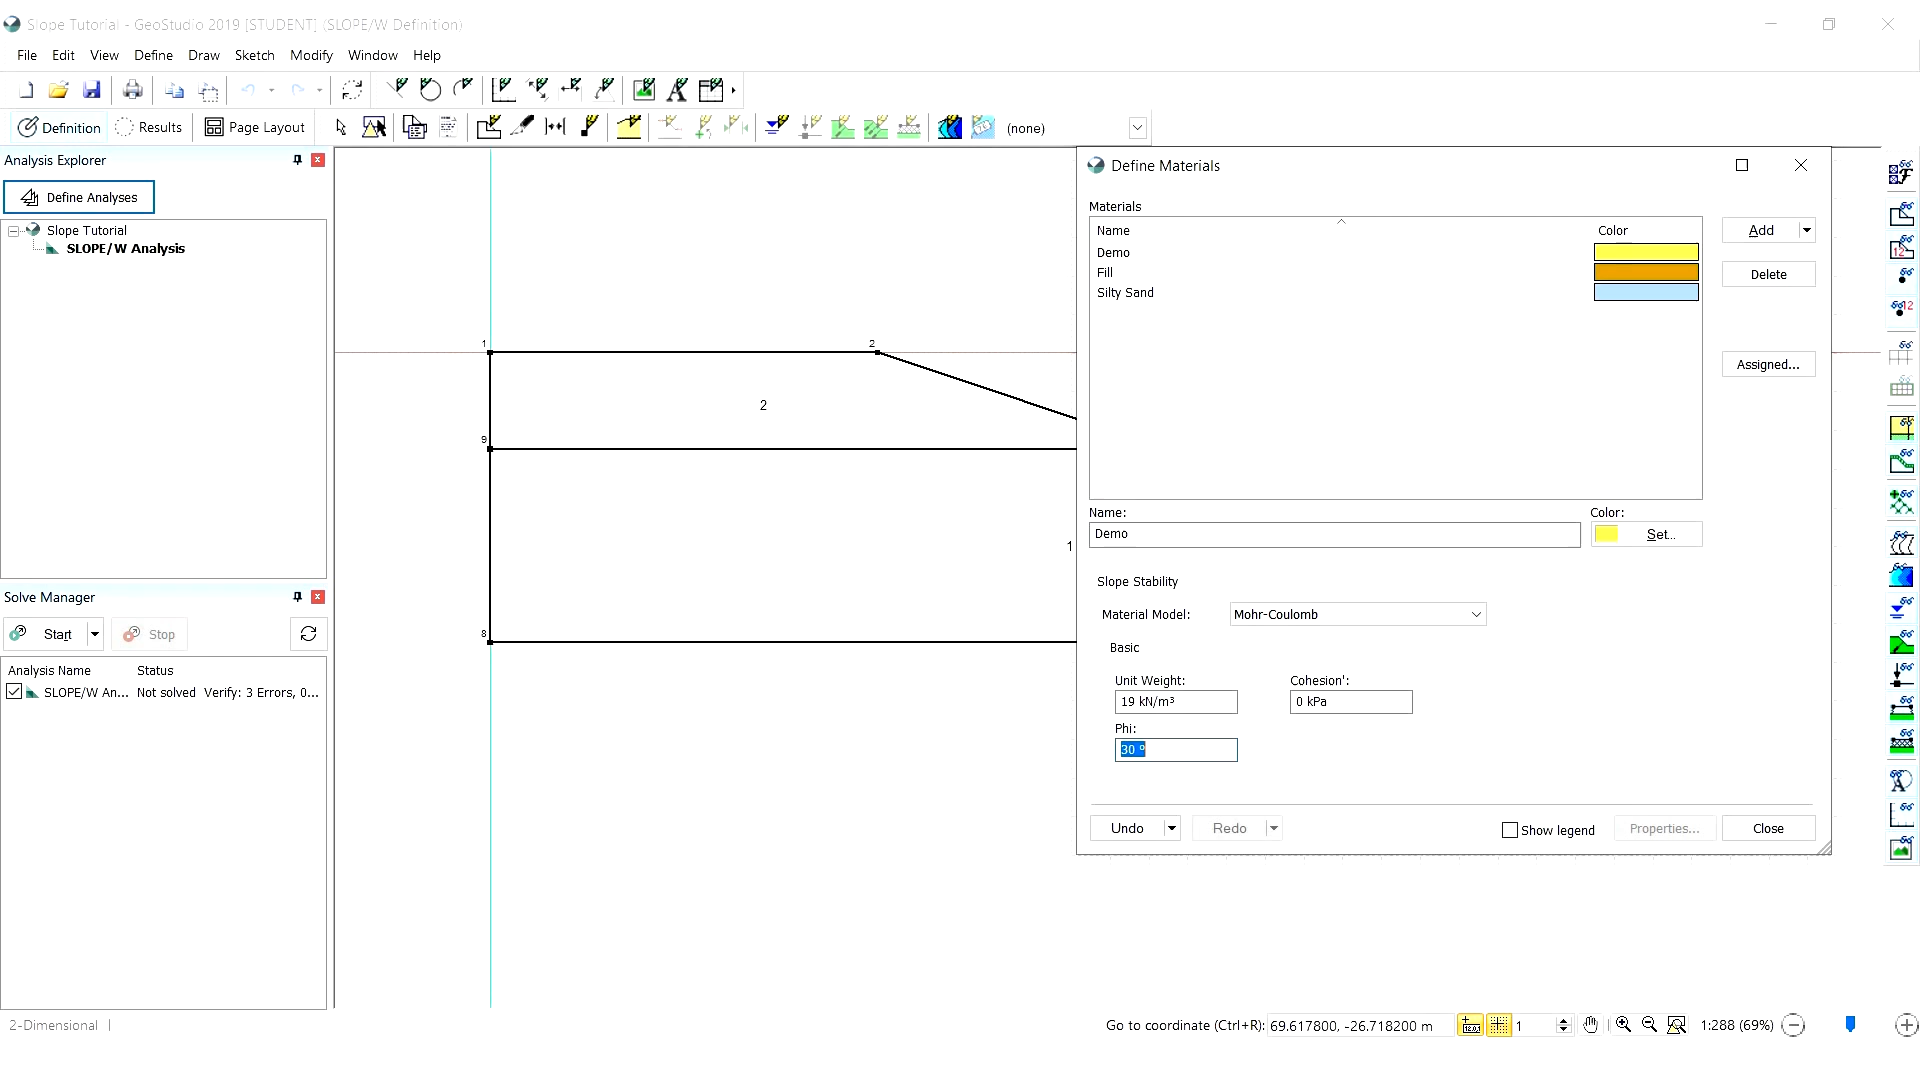 Slope Tutorial - GeoStudio 2019 [STUDENT] (SLOPE/W Definition)
File Edit View Define Draw Sketch Modify Window Help
Definition Results Page Layout (none)
Analysis Explorer
Define Analyses
Slope Tutorial
SLOPE/W Analysis
Solve Manager
Start Stop
Analysis Name Status
SLOPE/W An... Not solved Verify: 3 Errors, 0...
1
2
2
9
1
8
Define Materials
Materials
Name Color
Demo
Fill
Silty Sand
Add
Delete
Assigned...
Name: Color:
Demo Set...
Slope Stability
Material Model: Mohr-Coulomb
Basic
Unit Weight: Cohesion':
19 kN/m³ 0 kPa
Phi:
30 °
Undo Redo Show legend Properties... Close
2-Dimensional
Go to coordinate (Ctrl+R): 69.617800, -26.718200 m 1 1:288 (69%)